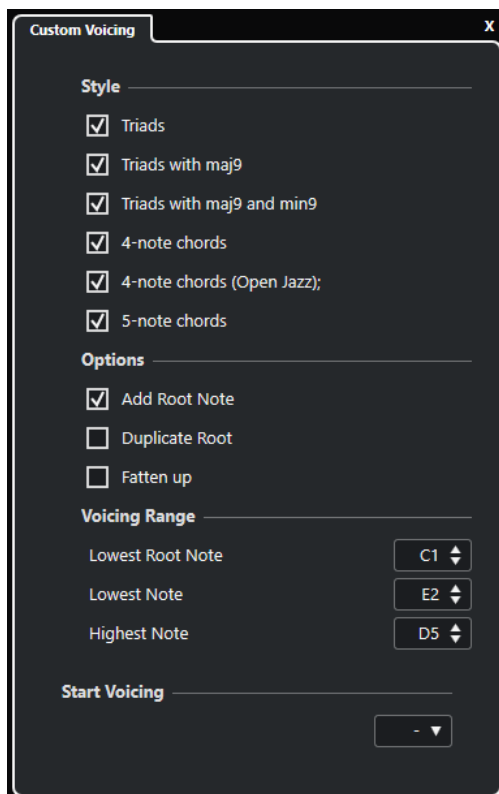 Custom Voicing X
Style
Triads
Triads with maj9
Triads with maj9 and min9
4-note chords
4-note chords (Open Jazz);
5-note chords
Options
Add Root Note
Duplicate Root
Fatten up
Voicing Range
Lowest Root Note C1
Lowest Note E2
Highest Note D5
Start Voicing
-